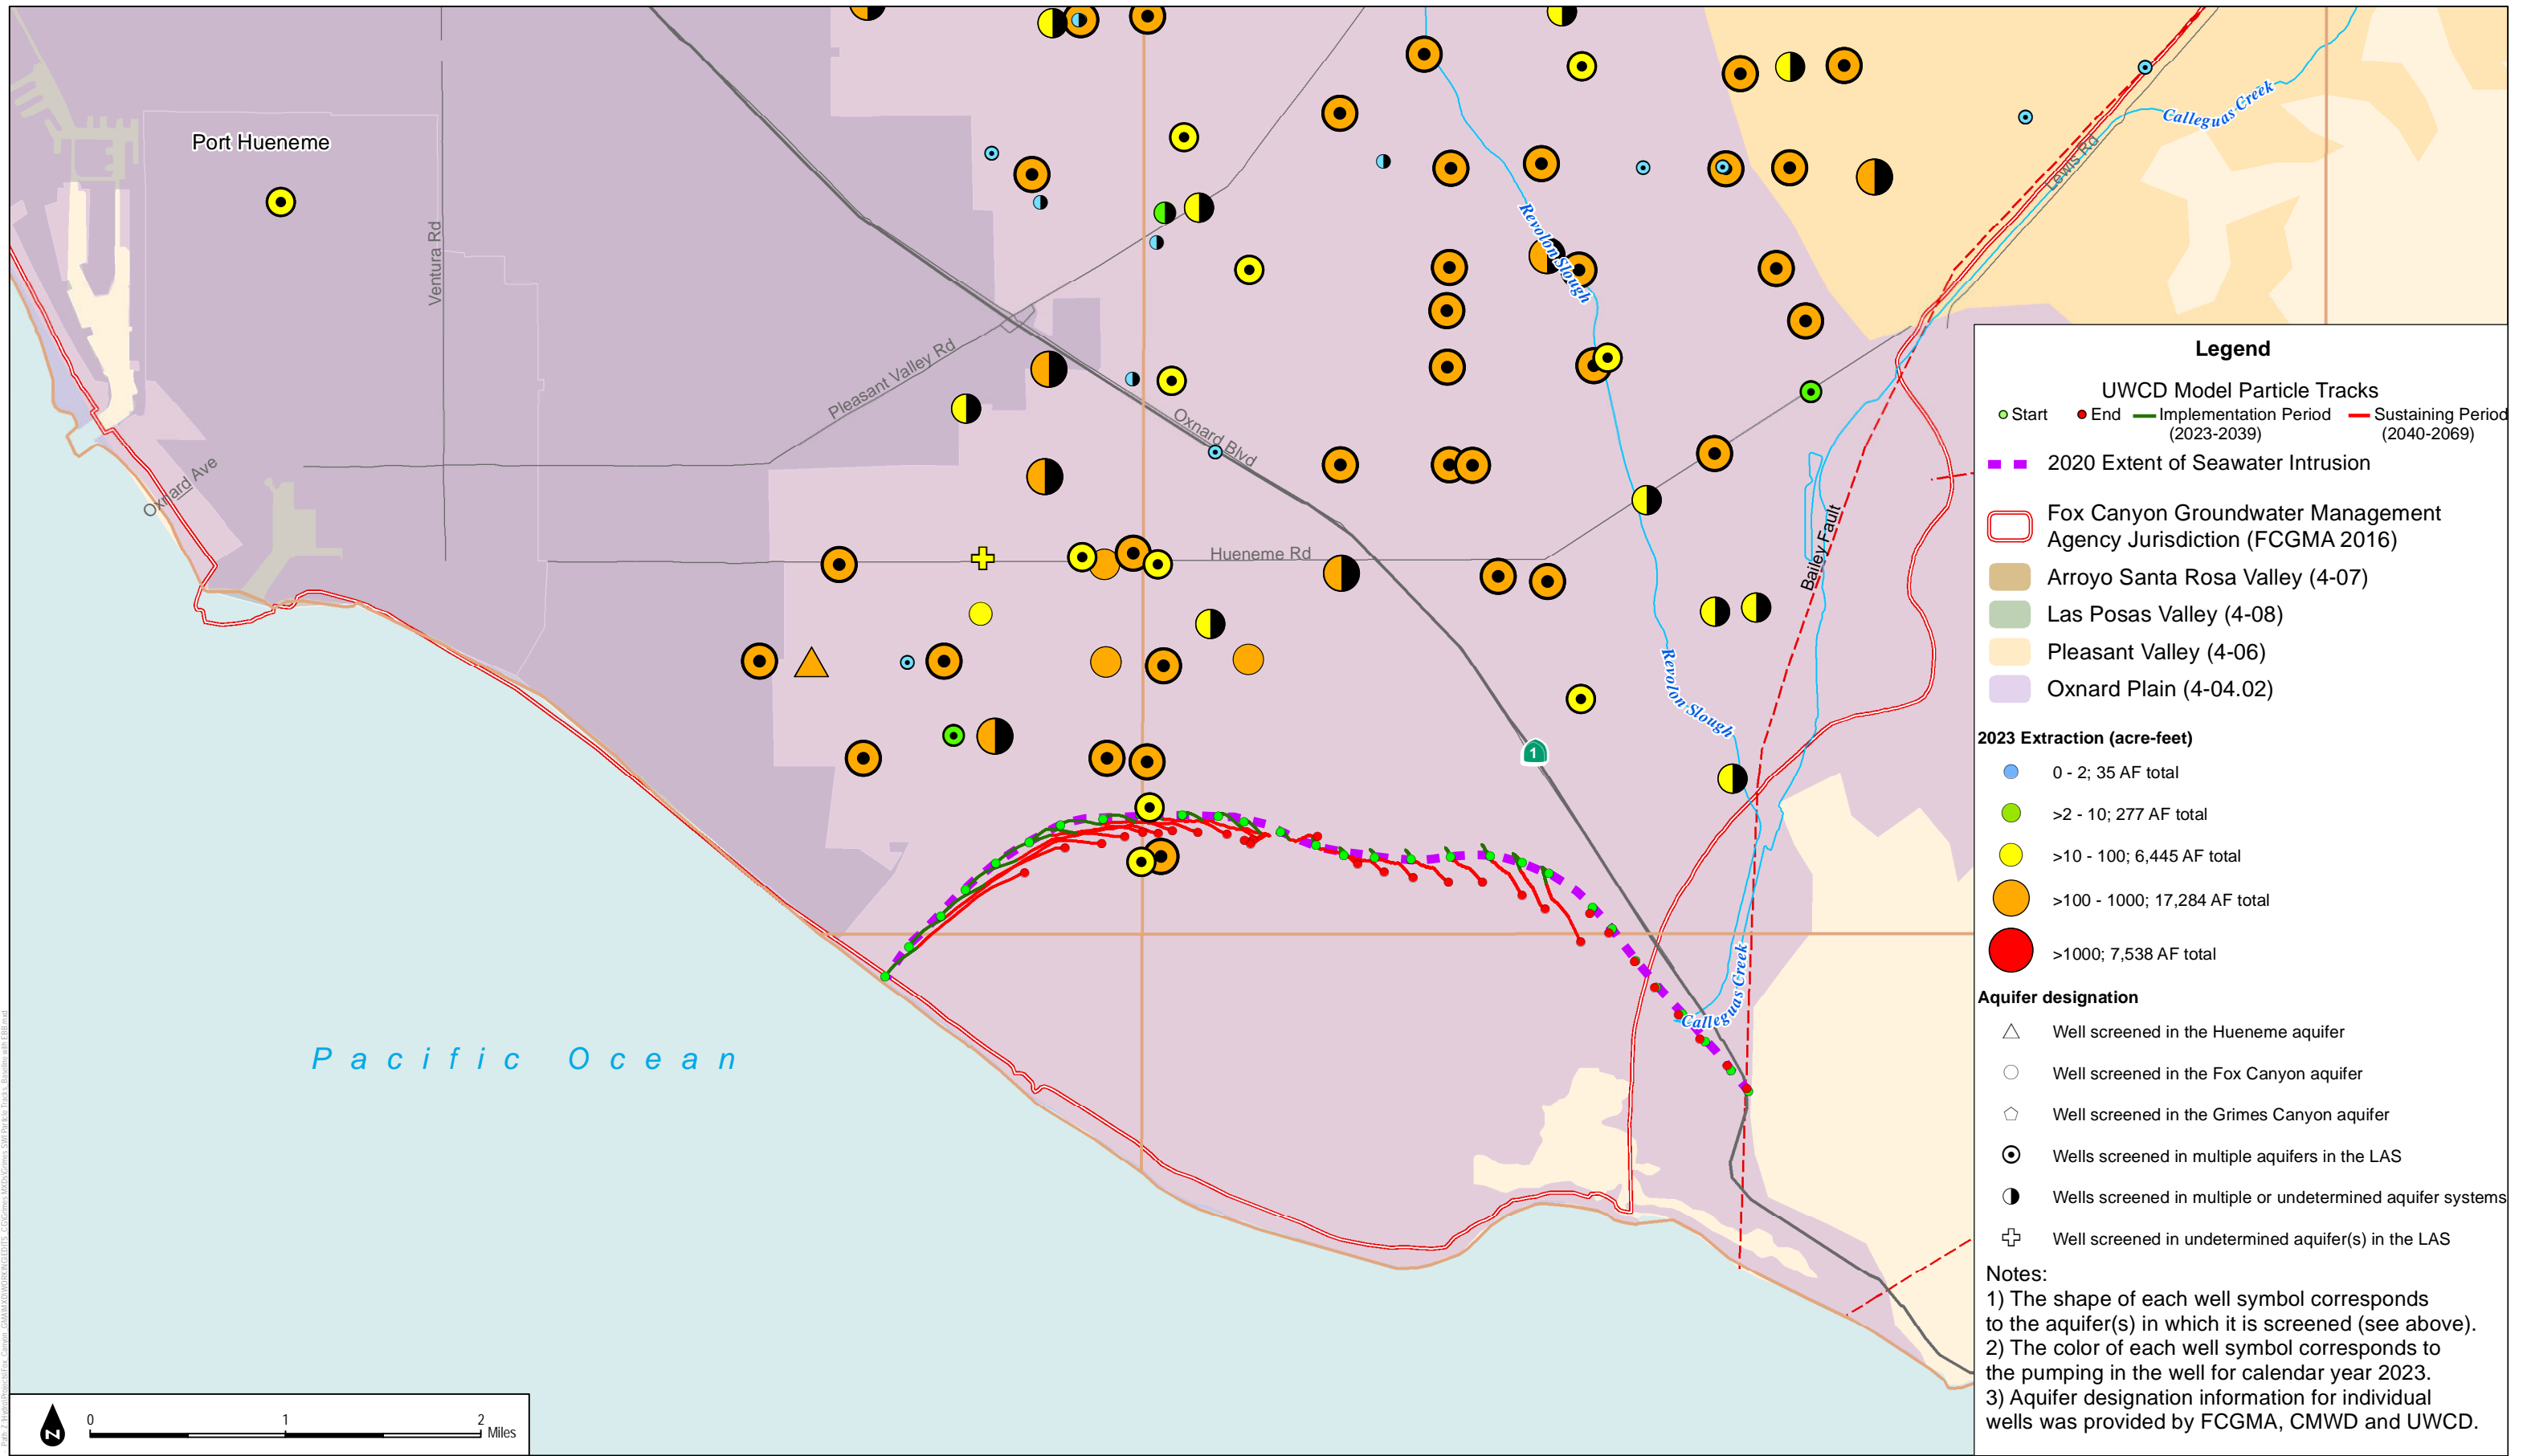 Port Hueneme
Ventura Rd
Oxnard Ave
Pleasant Valley Rd
Oxnard Blvd
Hueneme Rd
Revolon Slough
Revolon Slough
Calleguas Creek
Lewis Rd
Bailey Fault
1
Calleguas Creek
Pacific Ocean
N
0 1 2 Miles
Legend
UWCD Model Particle Tracks
Start End Implementation Period Sustaining Period
(2023-2039) (2040-2069)
2020 Extent of Seawater Intrusion
Fox Canyon Groundwater Management
Agency Jurisdiction (FCGMA 2016)
Arroyo Santa Rosa Valley (4-07)
Las Posas Valley (4-08)
Pleasant Valley (4-06)
Oxnard Plain (4-04.02)
2023 Extraction (acre-feet)
0 - 2; 35 AF total
>2 - 10; 277 AF total
>10 - 100; 6,445 AF total
>100 - 1000; 17,284 AF total
>1000; 7,538 AF total
Aquifer designation
Well screened in the Hueneme aquifer
Well screened in the Fox Canyon aquifer
Well screened in the Grimes Canyon aquifer
Wells screened in multiple aquifers in the LAS
Wells screened in multiple or undetermined aquifer systems
Well screened in undetermined aquifer(s) in the LAS
Notes:
1) The shape of each well symbol corresponds
to the aquifer(s) in which it is screened (see above).
2) The color of each well symbol corresponds to
the pumping in the well for calendar year 2023.
3) Aquifer designation information for individual
wells was provided by FCGMA, CMWD and UWCD.